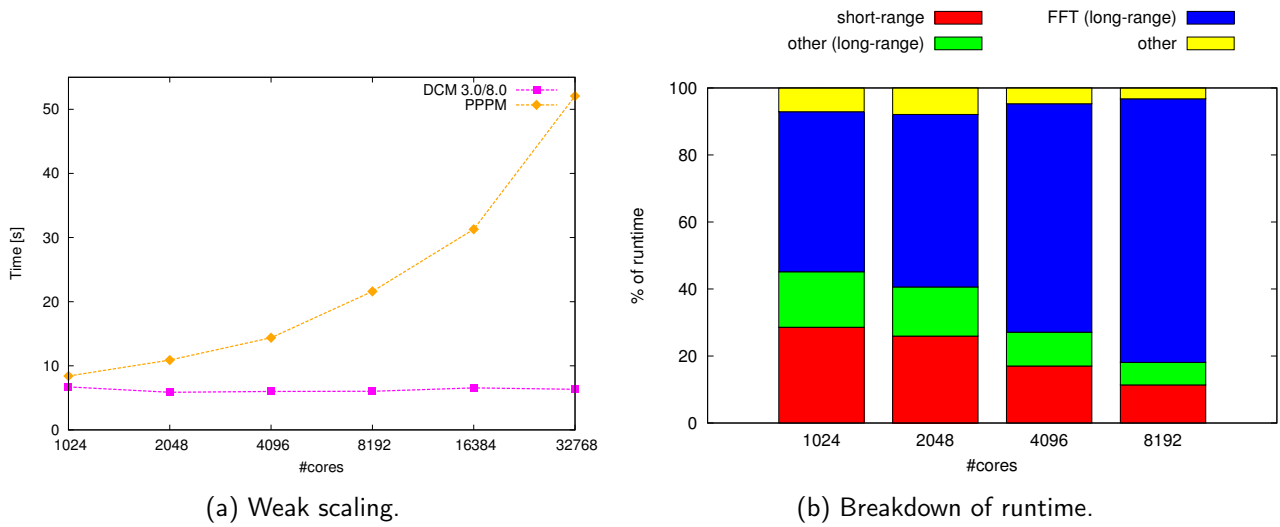 DCM 3.0/8.0
PPPM
Time [s]
50
40
30
20
10
0
1024 2048 4096 8192 16384 32768
#cores
(a) Weak scaling.
short-range FFT (long-range)
other (long-range) other
% of runtime
100
80
60
40
20
0
1024 2048 4096 8192
#cores
(b) Breakdown of runtime.